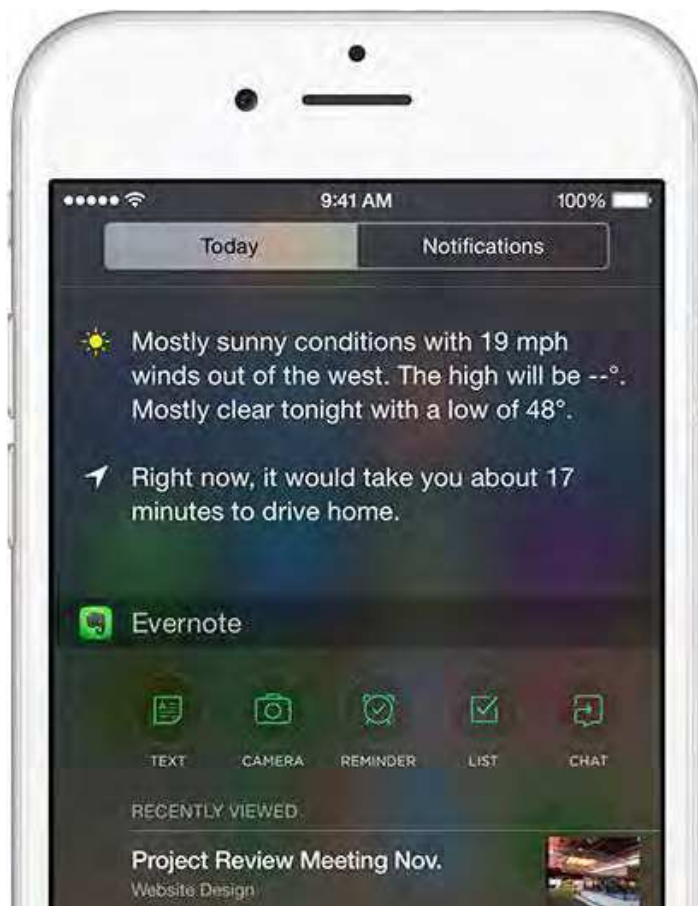 9:41 AM 100%
Today Notifications
Mostly sunny conditions with 19 mph
winds out of the west. The high will be --°.
Mostly clear tonight with a low of 48°.
Right now, it would take you about 17
minutes to drive home.
Evernote
TEXT CAMERA REMINDER LIST CHAT
RECENTLY VIEWED
Project Review Meeting Nov.
Website Design